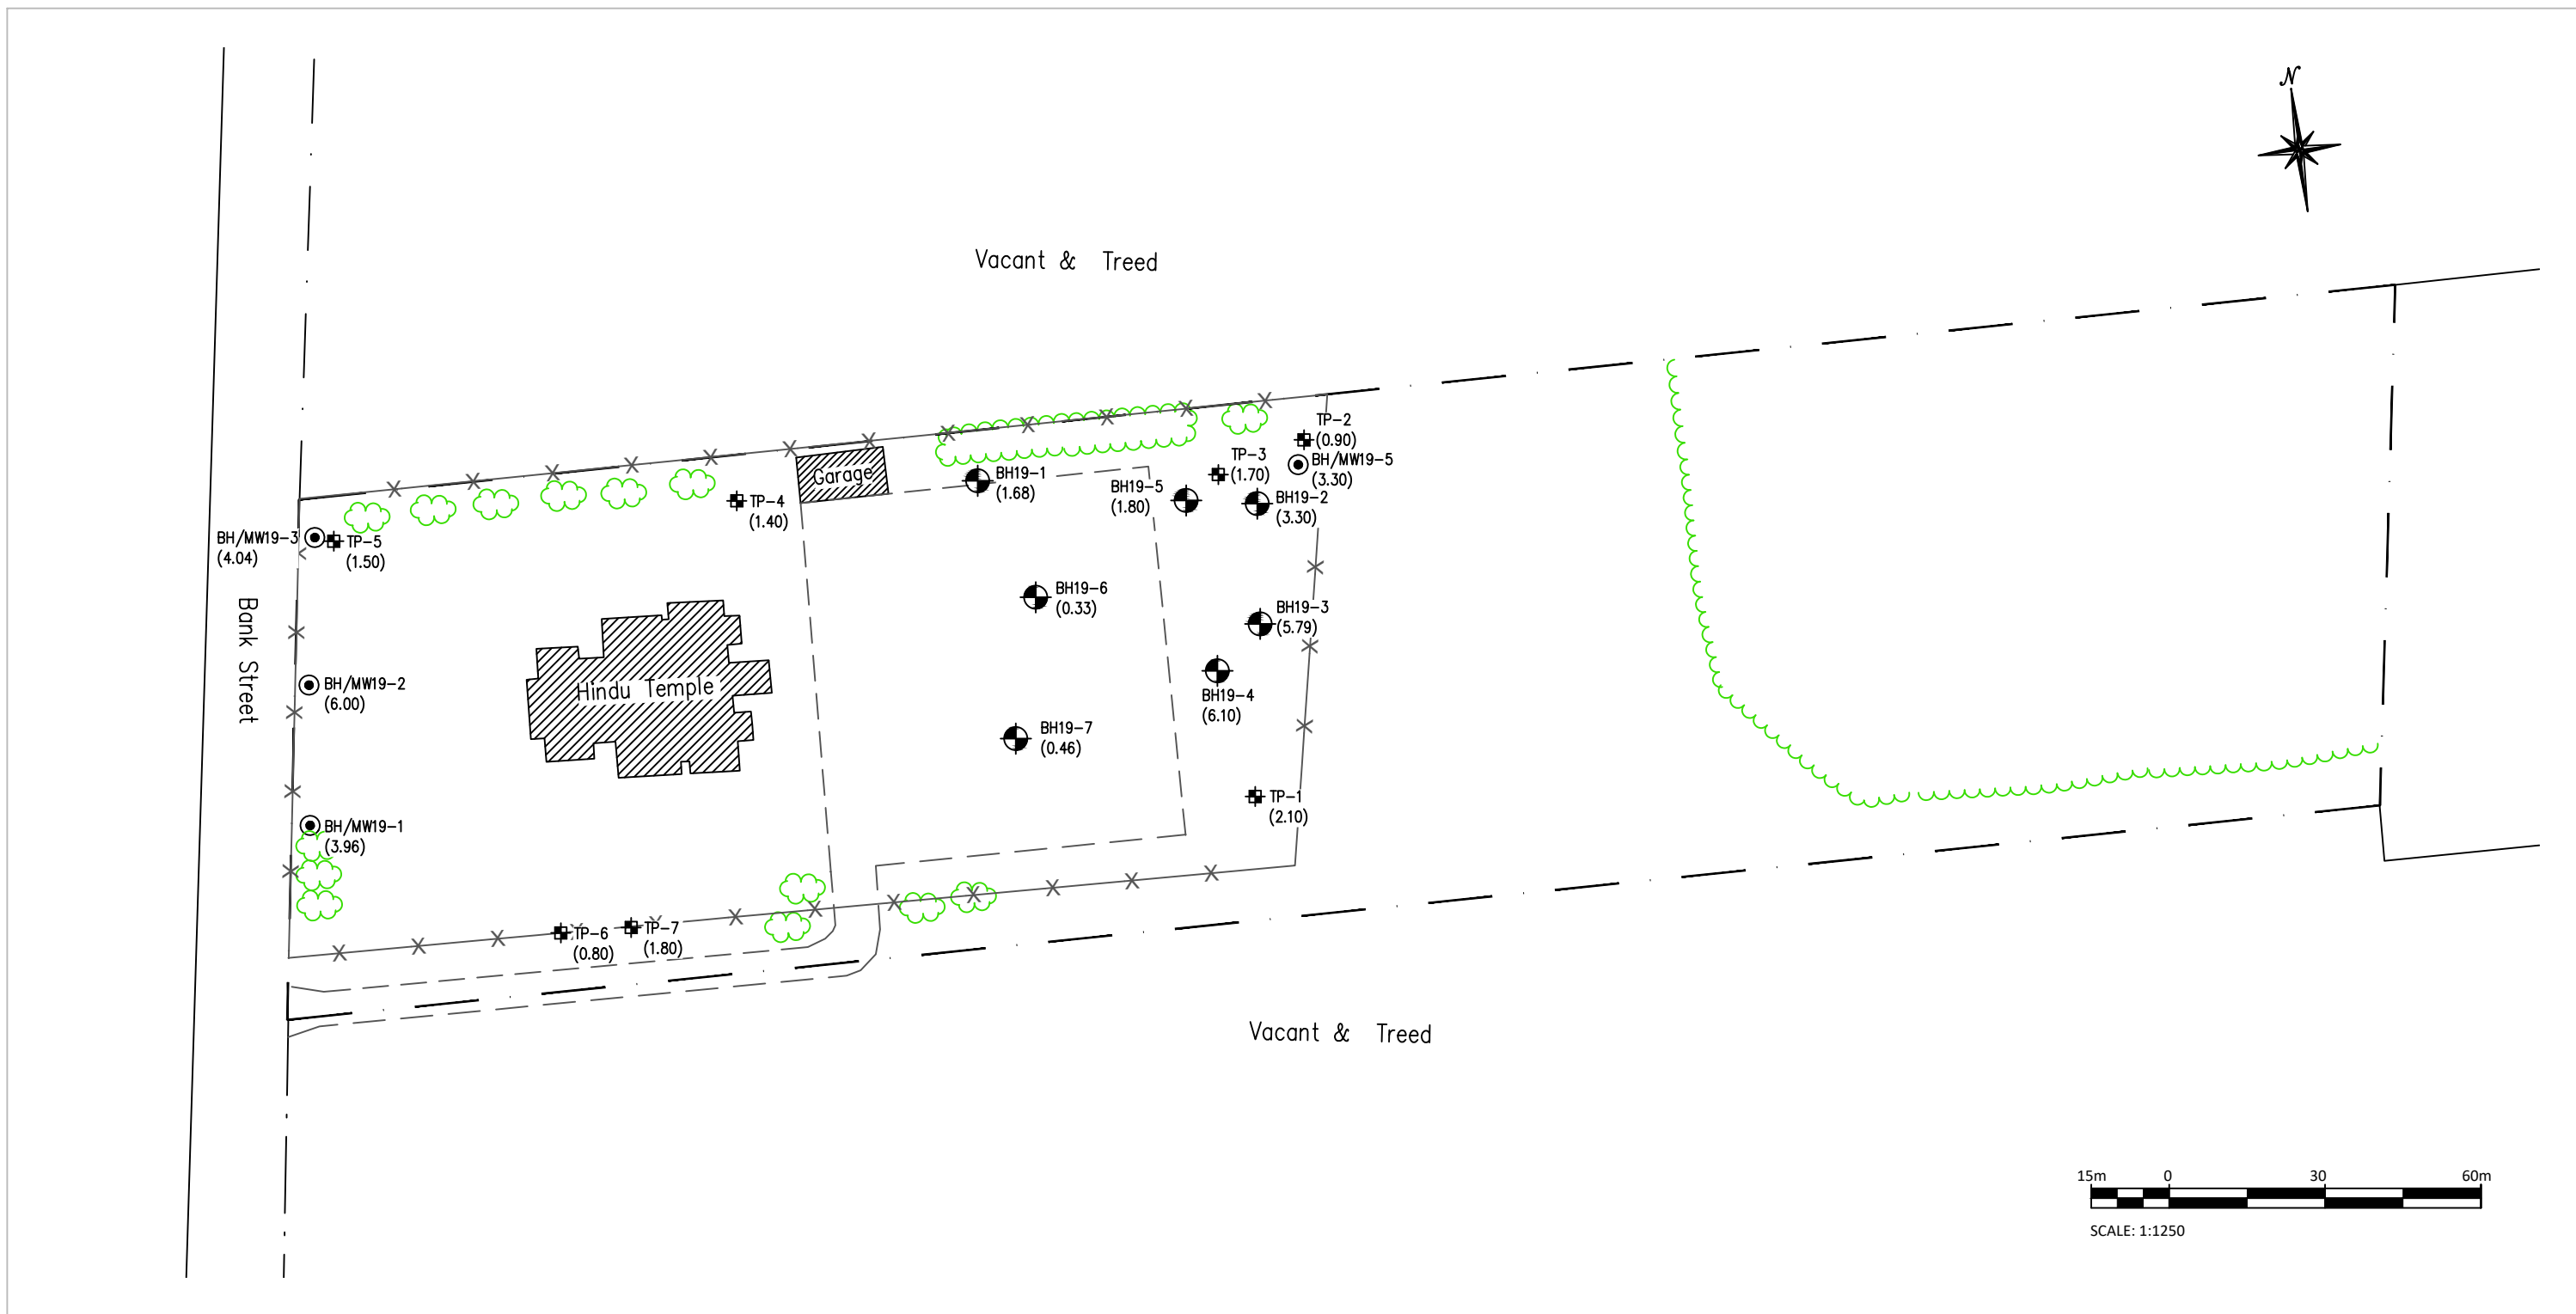 N
Vacant & Treed
TP-2
(0.90)
TP-3
(1.70)
BH/MW19-5
(3.30)
Garage
BH19-1
(1.68)
BH19-5
(1.80)
BH19-2
(3.30)
TP-4
(1.40)
BH/MW19-3
(4.04)
TP-5
(1.50)
BH19-6
(0.33)
BH19-3
(5.79)
Bank Street
BH/MW19-2
(6.00)
Hindu Temple
BH19-4
(6.10)
BH19-7
(0.46)
TP-1
(2.10)
BH/MW19-1
(3.96)
TP-6
(0.80)
TP-7
(1.80)
Vacant & Treed
15m 0 30 60m
SCALE: 1:1250